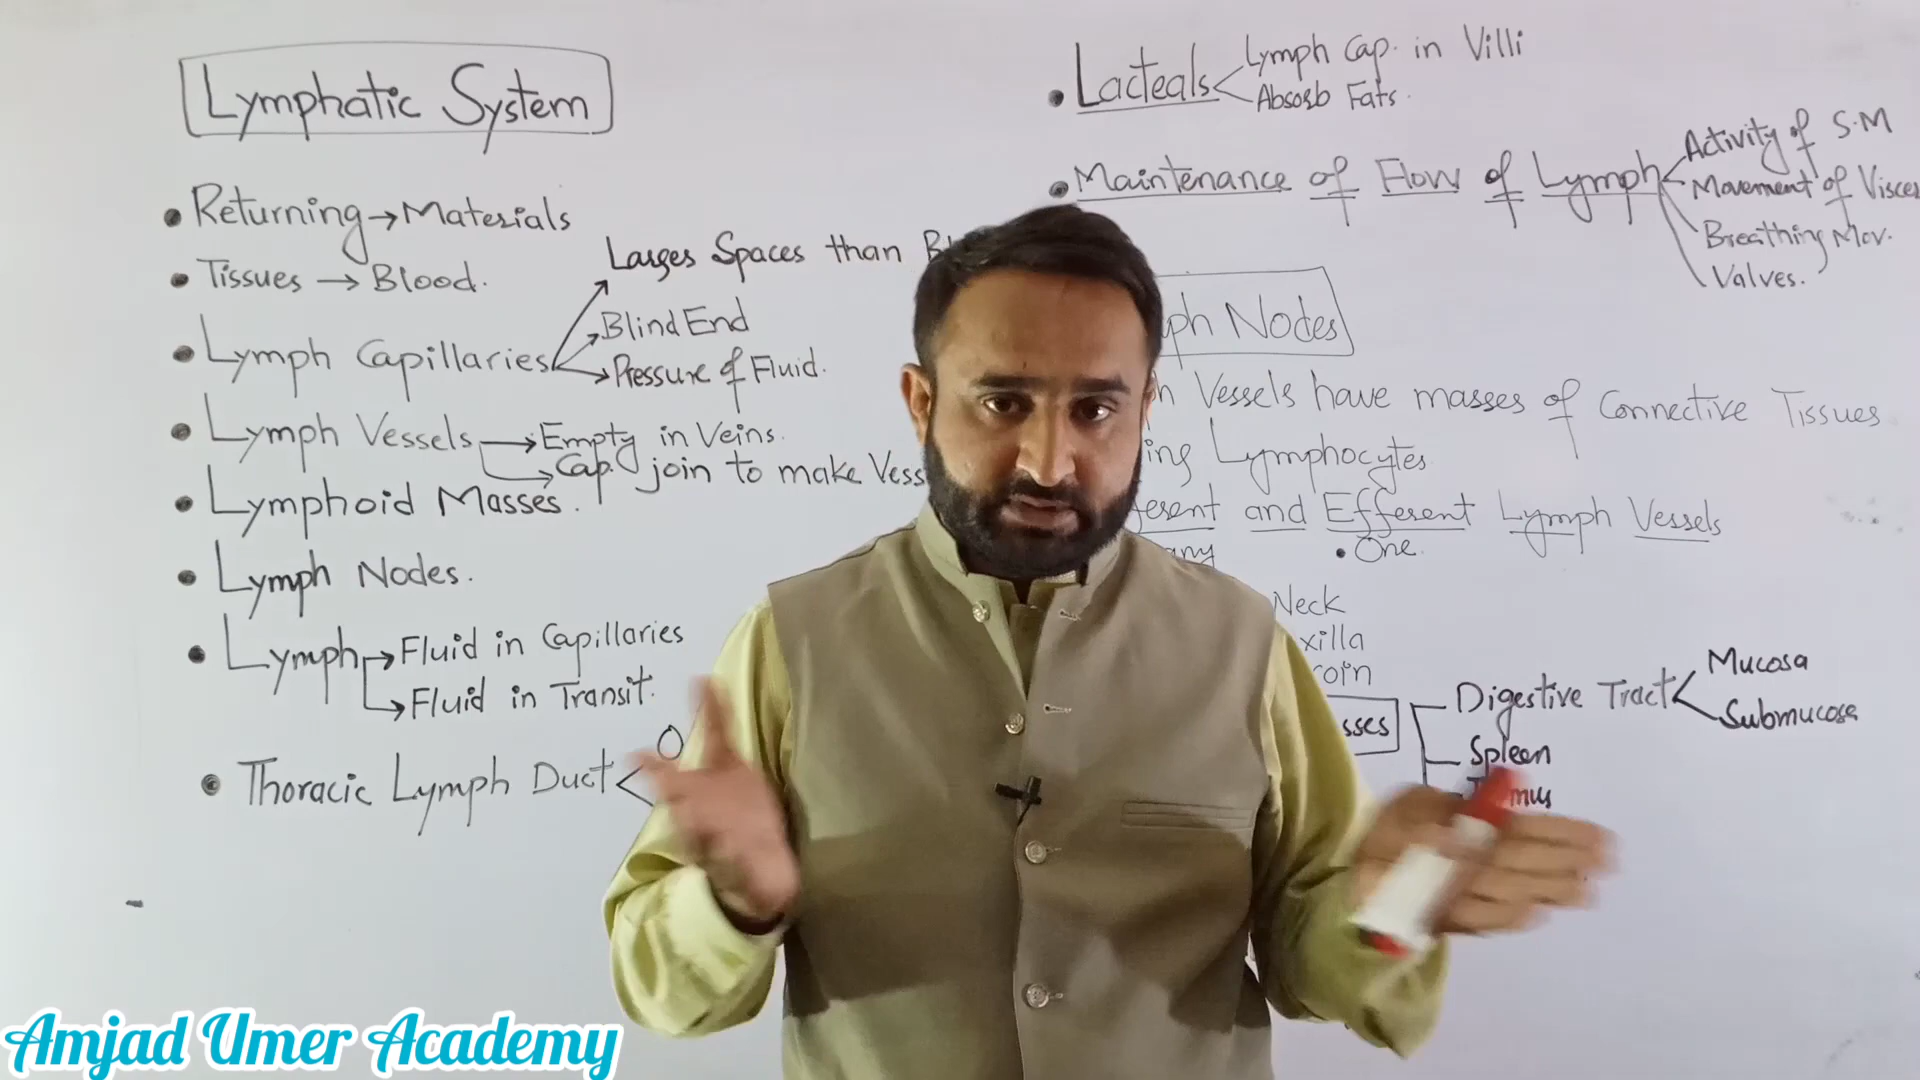 Lymphatic System
Returning → Materials
Tissues → Blood.
Larges Spaces than
Lymph Capillaries
Blind End
Pressure of Fluid.
Lymph Vessels → Empty in Veins.
Cap. join to make
Lymphoid Masses.
Lymph Nodes.
Lymph → Fluid in Capillaries
→ Fluid in Transit.
Thoracic Lymph Duct
Lacteals
Lymph Cap. in Villi
Absorb Fats.
Maintenance of Flow of Lymph
Activity of S.M
Movement of
Breathing Mov.
Valves.
Nodes
Vessels have masses of Connective Tissues
Lymphocytes
and Efferent Lymph Vessels
• One.
Neck
Digestive Tract
Mucosa
Submucosa
Spleen
Amjad Umer Academy